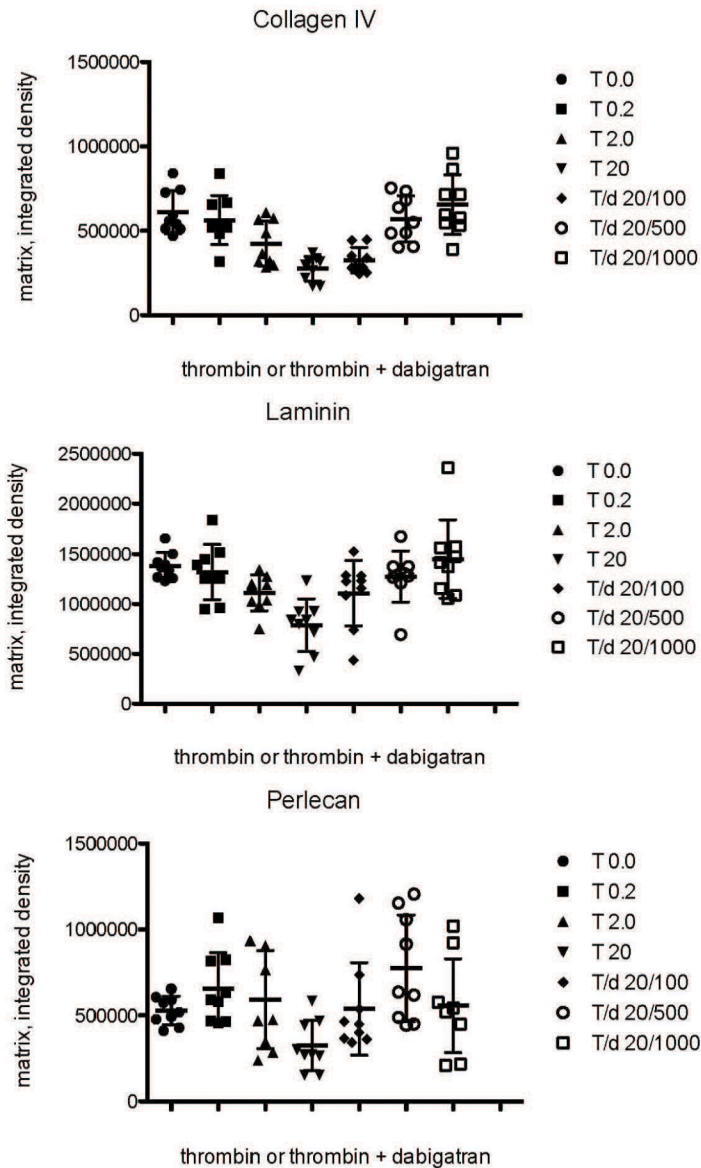 Collagen IV
matrix, integrated density
1500000
1000000
500000
0
thrombin or thrombin + dabigatran
T 0.0
T 0.2
T 2.0
T 20
T/d 20/100
T/d 20/500
T/d 20/1000
Laminin
matrix, integrated density
2500000
2000000
1500000
1000000
500000
0
thrombin or thrombin + dabigatran
T 0.0
T 0.2
T 2.0
T 20
T/d 20/100
T/d 20/500
T/d 20/1000
Perlecan
matrix, integrated density
1500000
1000000
500000
0
thrombin or thrombin + dabigatran
T 0.0
T 0.2
T 2.0
T 20
T/d 20/100
T/d 20/500
T/d 20/1000